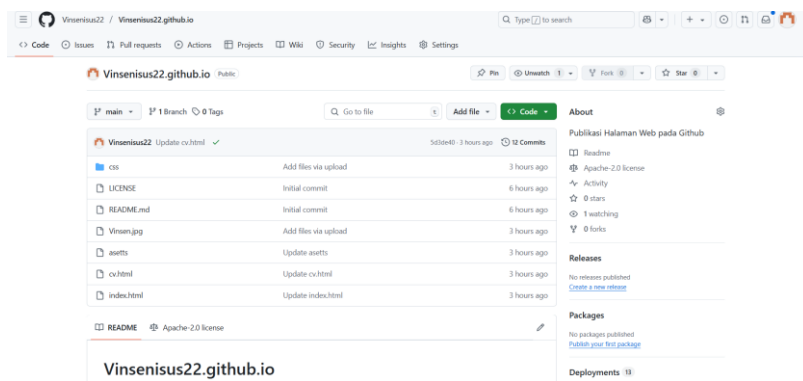 Vinsenisus22 / Vinsenisus22.github.io
Type / to search
Code Issues Pull requests Actions Projects Wiki Security Insights Settings
Vinsenisus22.github.io Public
Pin Unwatch 1 Fork 0 Star 0
main 1 Branch 0 Tags
Go to file t Add file Code
Vinsenisus22 Update cv.html 5d3de40 · 3 hours ago 12 Commits
css Add files via upload 3 hours ago
LICENSE Initial commit 6 hours ago
README.md Initial commit 6 hours ago
Vinsen.jpg Add files via upload 3 hours ago
asetts Update asetts 3 hours ago
cv.html Update cv.html 3 hours ago
index.html Update index.html 3 hours ago
README Apache-2.0 license
Vinsenisus22.github.io
About
Publikasi Halaman Web pada Github
Readme
Apache-2.0 license
Activity
0 stars
1 watching
0 forks
Releases
No releases published
Create a new release
Packages
No packages published
Publish your first package
Deployments 13